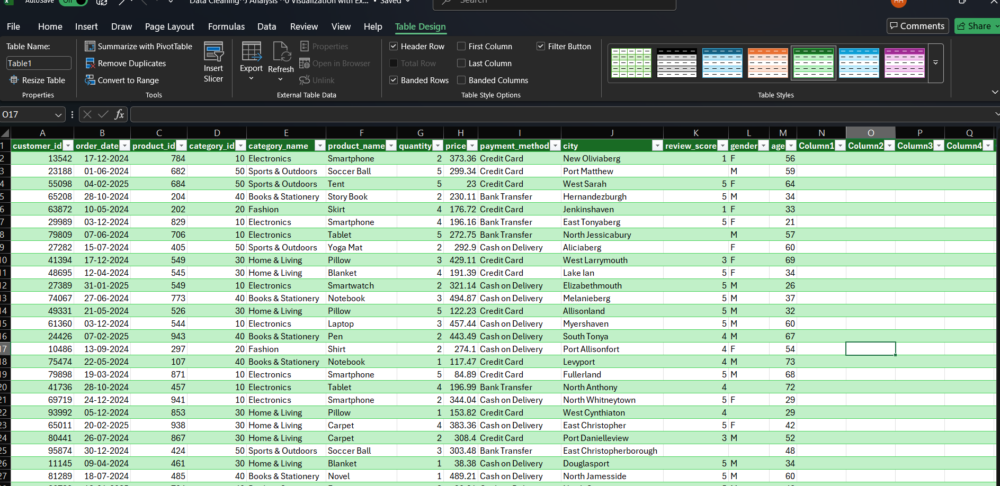 AutoSave On Data Cleaning^J Analysis ^0 Visualization with Ex... • Saved Search HH
File Home Insert Draw Page Layout Formulas Data Review View Help Table Design Comments Share
Table Name:
Table1
Resize Table
Properties
Summarize with PivotTable
Remove Duplicates
Convert to Range
Tools
Insert
Slicer
Export
Refresh
Properties
Open in Browser
Unlink
External Table Data
Header Row First Column Filter Button
Total Row Last Column
Banded Rows Banded Columns
Table Style Options
Table Styles
O17 fx
A B C D E F G H I J K L M N O P Q
1 customer_id order_date product_id category_id category_name product_name quantity price payment_method city review_score gender age Column1 Column2 Column3 Column4
2 13542 17-12-2024 784 10 Electronics Smartphone 2 373.36 Credit Card New Oliviaberg 1 F 56
3 23188 01-06-2024 682 50 Sports & Outdoors Soccer Ball 5 299.34 Credit Card Port Matthew M 59
4 55098 04-02-2025 684 50 Sports & Outdoors Tent 5 23 Credit Card West Sarah 5 F 64
5 65208 28-10-2024 204 40 Books & Stationery Story Book 2 230.11 Bank Transfer Hernandezburgh 5 M 34
6 63872 10-05-2024 202 20 Fashion Skirt 4 176.72 Credit Card Jenkinshaven 1 F 33
7 29989 03-12-2024 829 10 Electronics Smartphone 4 196.16 Bank Transfer East Tonyaberg 5 F 21
8 79809 07-06-2024 706 10 Electronics Tablet 5 272.75 Bank Transfer North Jessicabury M 57
9 27282 15-07-2024 405 50 Sports & Outdoors Yoga Mat 2 292.9 Cash on Delivery Aliciaberg F 60
10 41394 17-12-2024 549 30 Home & Living Pillow 3 429.11 Credit Card West Larrymouth 3 F 69
11 48695 12-04-2024 545 30 Home & Living Blanket 4 191.39 Credit Card Lake Ian 5 F 34
12 27389 31-01-2025 549 10 Electronics Smartwatch 2 321.14 Cash on Delivery Elizabethmouth 5 M 26
13 74067 27-06-2024 773 40 Books & Stationery Notebook 3 494.87 Cash on Delivery Melanieberg 5 M 37
14 49331 21-05-2024 526 30 Home & Living Pillow 5 122.23 Credit Card Allisonland 5 M 32
15 61360 03-12-2024 544 10 Electronics Laptop 3 457.44 Cash on Delivery Myershaven 5 M 60
16 24426 07-02-2025 943 40 Books & Stationery Pen 2 443.49 Cash on Delivery South Tonya 4 M 67
17 10486 13-09-2024 297 20 Fashion Shirt 2 274.1 Cash on Delivery Port Allisonfort 4 F 54
18 75474 22-05-2024 107 40 Books & Stationery Notebook 1 117.47 Credit Card Levyport 4 M 73
19 79898 19-03-2024 871 10 Electronics Smartphone 5 84.89 Credit Card Fullerland 5 M 68
20 41736 28-10-2024 457 10 Electronics Tablet 4 196.99 Bank Transfer North Anthony 4 72
21 69719 24-12-2024 941 10 Electronics Smartphone 2 344.04 Cash on Delivery North Whitneytown 5 F 29
22 93992 05-12-2024 853 30 Home & Living Pillow 1 153.82 Credit Card West Cynthiaton 4 29
23 65011 20-02-2025 938 30 Home & Living Carpet 4 383.36 Cash on Delivery East Christopher 5 F 42
24 80441 26-07-2024 867 30 Home & Living Carpet 2 308.4 Credit Card Port Danielleview 3 M 52
25 95874 30-12-2024 424 50 Sports & Outdoors Soccer Ball 3 303.48 Bank Transfer East Christopherborough 48
26 11145 09-04-2024 461 30 Home & Living Blanket 1 38.38 Cash on Delivery Douglasport 5 M 34
27 81289 18-07-2024 485 40 Books & Stationery Novel 1 489.21 Cash on Delivery North Jamesside 5 M 60